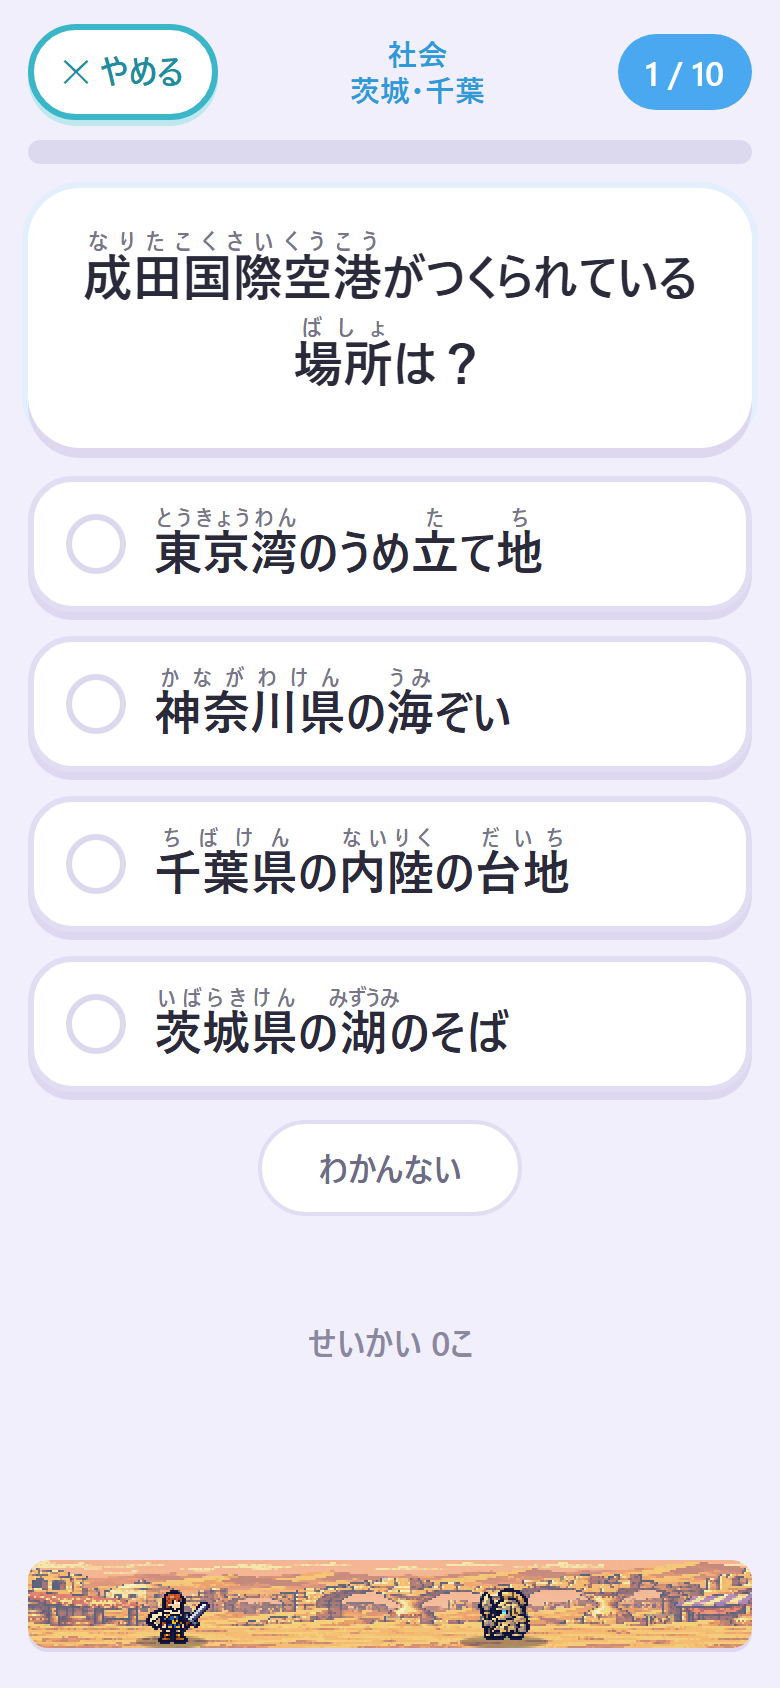 × やめる
社会
茨城・千葉
1 / 10
なりたこくさいくうこう
成田国際空港がつくられている
ばしょ
場所は？
とうきょうわん た ち
東京湾のうめ立て地
かながわけん うみ
神奈川県の海ぞい
ちばけん ないりく だいち
千葉県の内陸の台地
いばらきけん みずうみ
茨城県の湖のそば
わかんない
せいかい 0こ